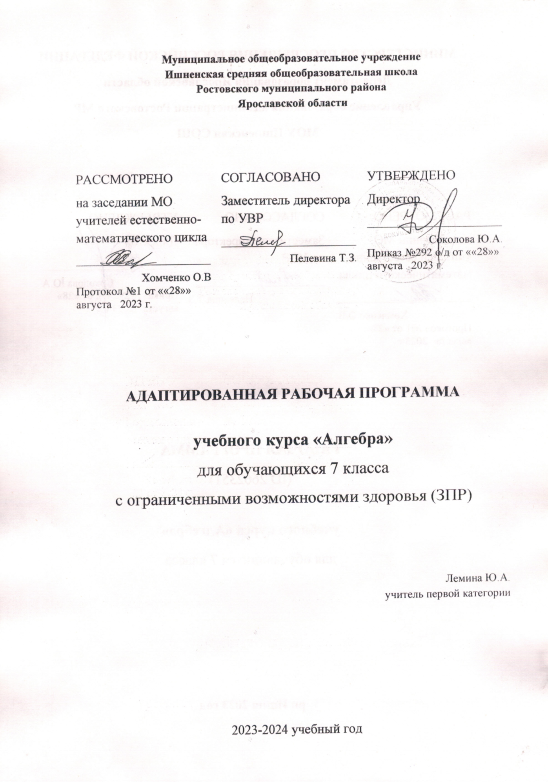 Муниципальное общеобразовательное учреждение
Ишненская средняя общеобразовательная школа
Ростовского муниципального района
Ярославской области
РАССМОТРЕНО
на заседании МО
учителей естественно-
математического цикла
Хомченко О.В
Протокол №1 от ««28»»
августа 2023 г.
СОГЛАСОВАНО
Заместитель директора
по УВР
Пелевина Т.З.
УТВЕРЖДЕНО
Директор
Соколова Ю.А.
Приказ №292 о/д от ««28»»
августа 2023 г.
АДАПТИРОВАННАЯ РАБОЧАЯ ПРОГРАММА
учебного курса «Алгебра»
для обучающихся 7 класса
с ограниченными возможностями здоровья (ЗПР)
Лемина Ю.А.
учитель первой категории
2023-2024 учебный год